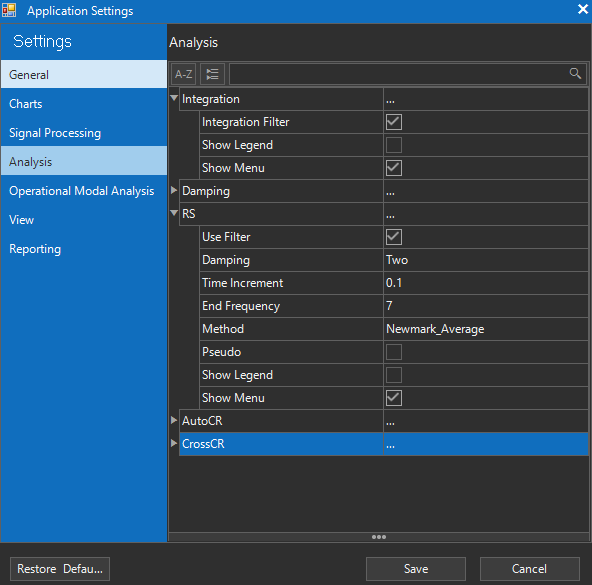 Application Settings
Settings
General
Charts
Signal Processing
Analysis
Operational Modal Analysis
View
Reporting
Analysis
A-Z
Integration ...
Integration Filter
Show Legend
Show Menu
Damping ...
RS ...
Use Filter
Damping Two
Time Increment 0.1
End Frequency 7
Method Newmark_Average
Pseudo
Show Legend
Show Menu
AutoCR ...
CrossCR ...
Restore Defau...
Save
Cancel